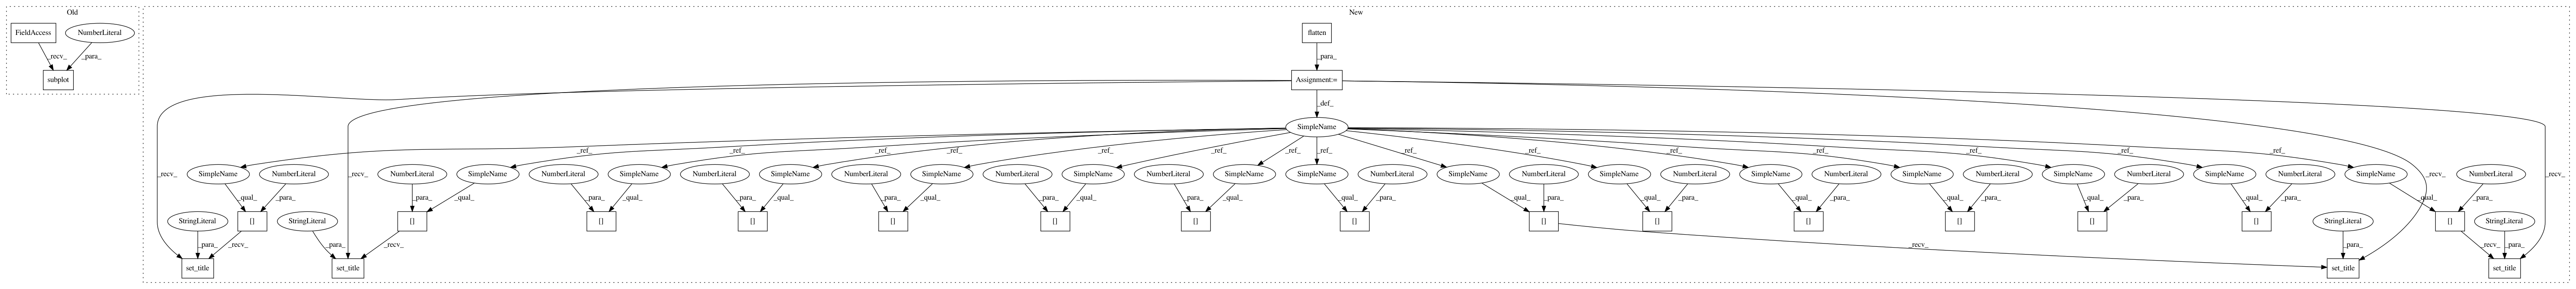 Old
New
FieldAccess
NumberLiteral
flatten
_recv_
_para_
_para_
subplot
Assignment:=
_def_
SimpleName
_recv_
_recv_
_ref_ _ref_ _ref_ _ref_ _ref_ _ref_ _ref_ _ref_ _ref_ _ref_ _ref_ _ref_ _ref_ _ref_ _ref_
_recv_
_recv_
SimpleName NumberLiteral NumberLiteral SimpleName NumberLiteral SimpleName NumberLiteral SimpleName NumberLiteral SimpleName NumberLiteral SimpleName NumberLiteral SimpleName SimpleName NumberLiteral SimpleName NumberLiteral SimpleName NumberLiteral SimpleName NumberLiteral SimpleName NumberLiteral SimpleName NumberLiteral SimpleName NumberLiteral SimpleName NumberLiteral
_qual_ _para_ _para_ _qual_ _para_ _qual_ _para_ _qual_ _para_ _qual_ _para_ _qual_ _para_ _qual_ _qual_ _para_ _qual_ _para_ _qual_ _para_ _qual_ _para_ _qual_ _para_ _qual_ _para_ _qual_ _para_ _qual_ _para_
StringLiteral [] StringLiteral [] [] [] [] [] [] [] [] [] [] [] [] [] StringLiteral [] StringLiteral
_para_ _recv_ _para_ _recv_ _recv_ _para_ _recv_ _para_
set_title set_title set_title set_title